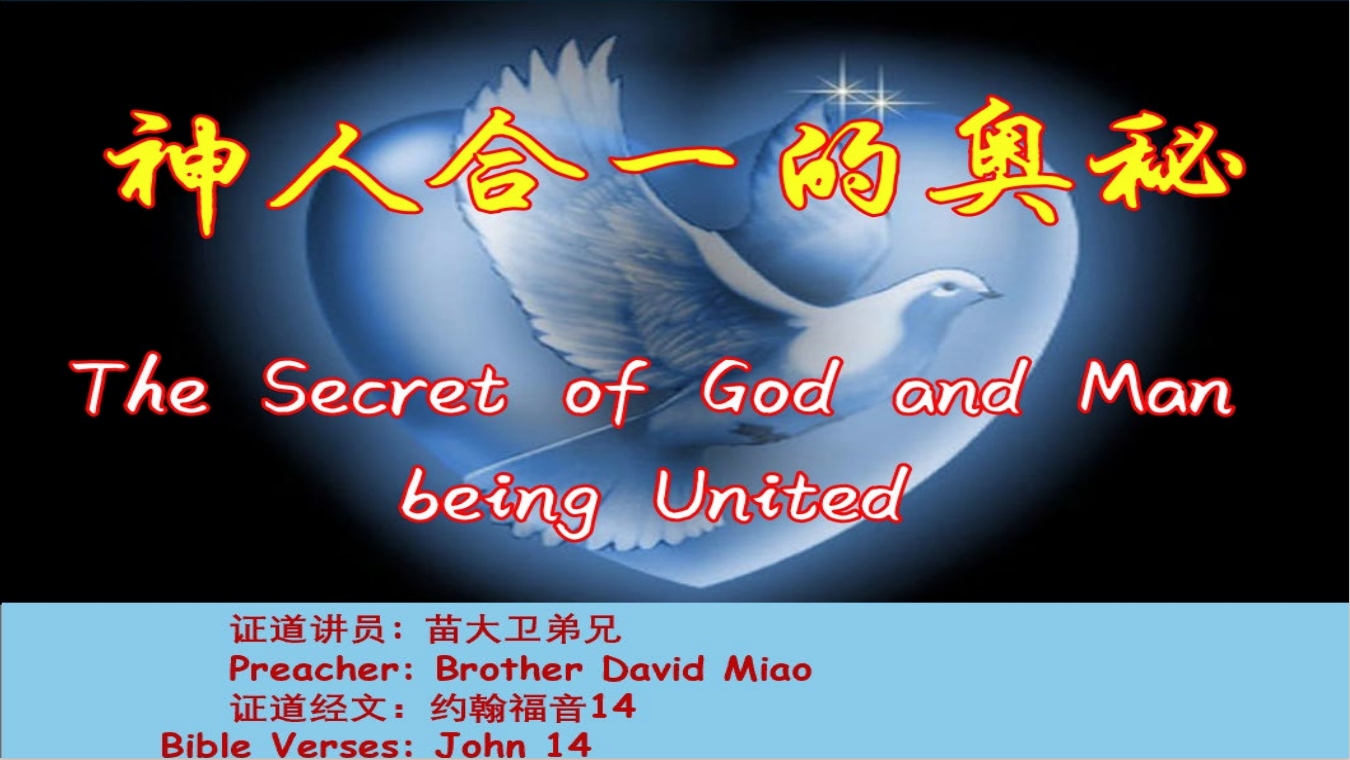 神人合一的奥秘
The Secret of God and Man
being United
证道讲员：苗大卫弟兄
Preacher: Brother David Miao
证道经文：约翰福音14
Bible Verses: John 14